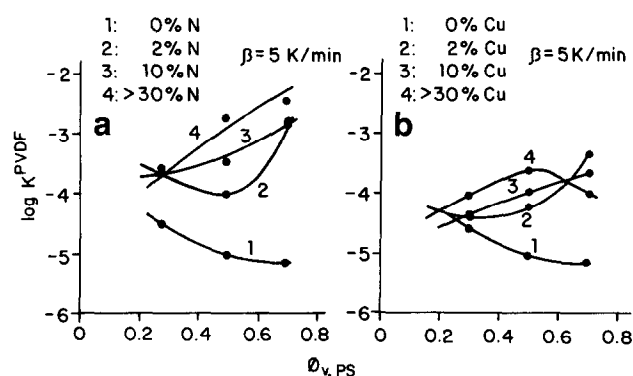 1: 0% N
2: 2% N
3: 10% N
4: >30% N
β = 5 K/min
a
log K^PVDF
-2
-3
-4
-5
-6
0
0.2
0.4
0.6
0.8
4
3
2
1
1: 0% Cu
2: 2% Cu
3: 10% Cu
4: >30% Cu
β = 5 K/min
b
-2
-3
-4
-5
-6
0
0.2
0.4
0.6
0.8
4
3
2
1
Ø_v, PS